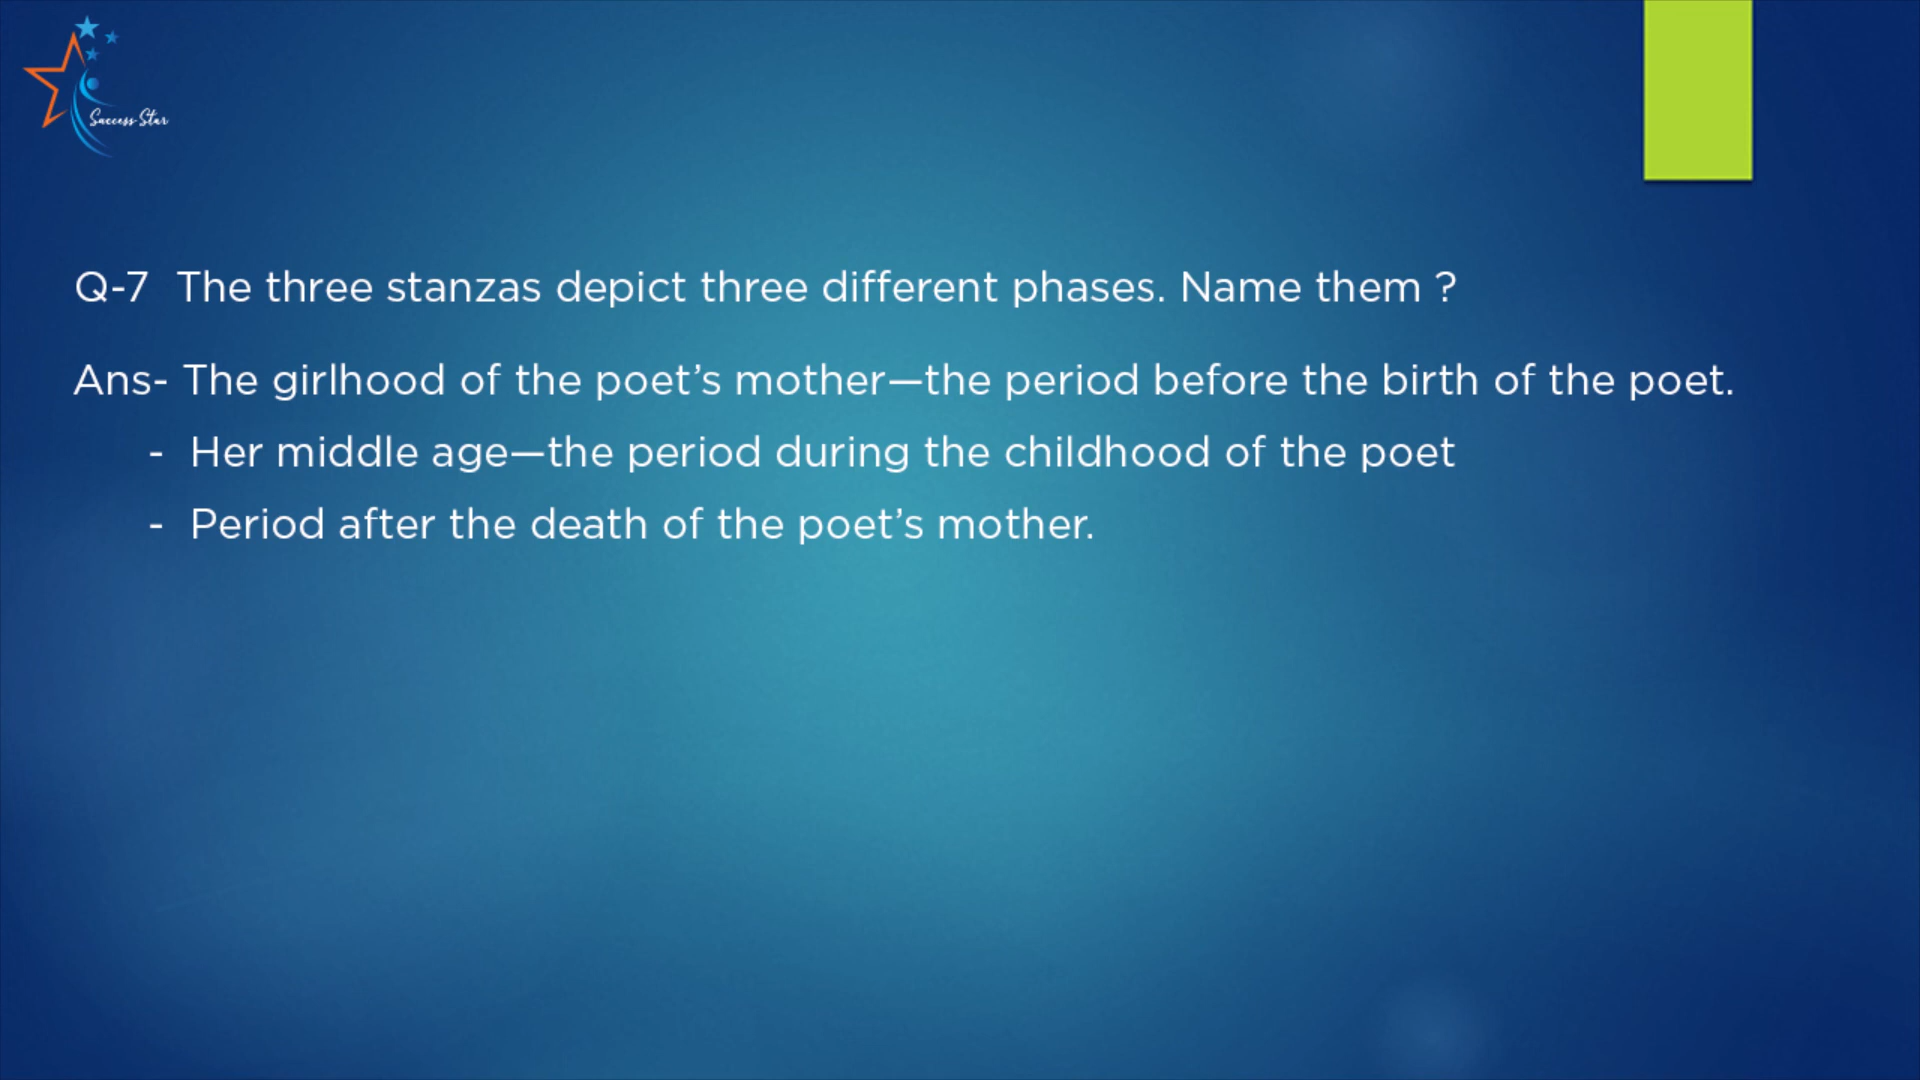 Success Star
Q-7 The three stanzas depict three different phases. Name them ?
Ans- The girlhood of the poet’s mother—the period before the birth of the poet.
- Her middle age—the period during the childhood of the poet
- Period after the death of the poet’s mother.